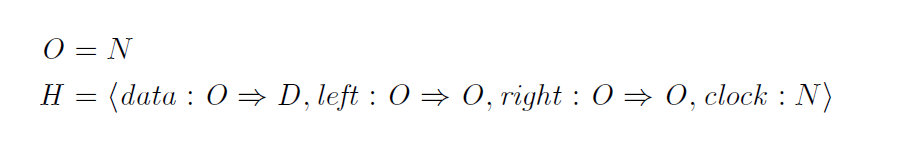 O = N
H = ⟨data : O ⇒ D, left : O ⇒ O, right : O ⇒ O, clock : N⟩